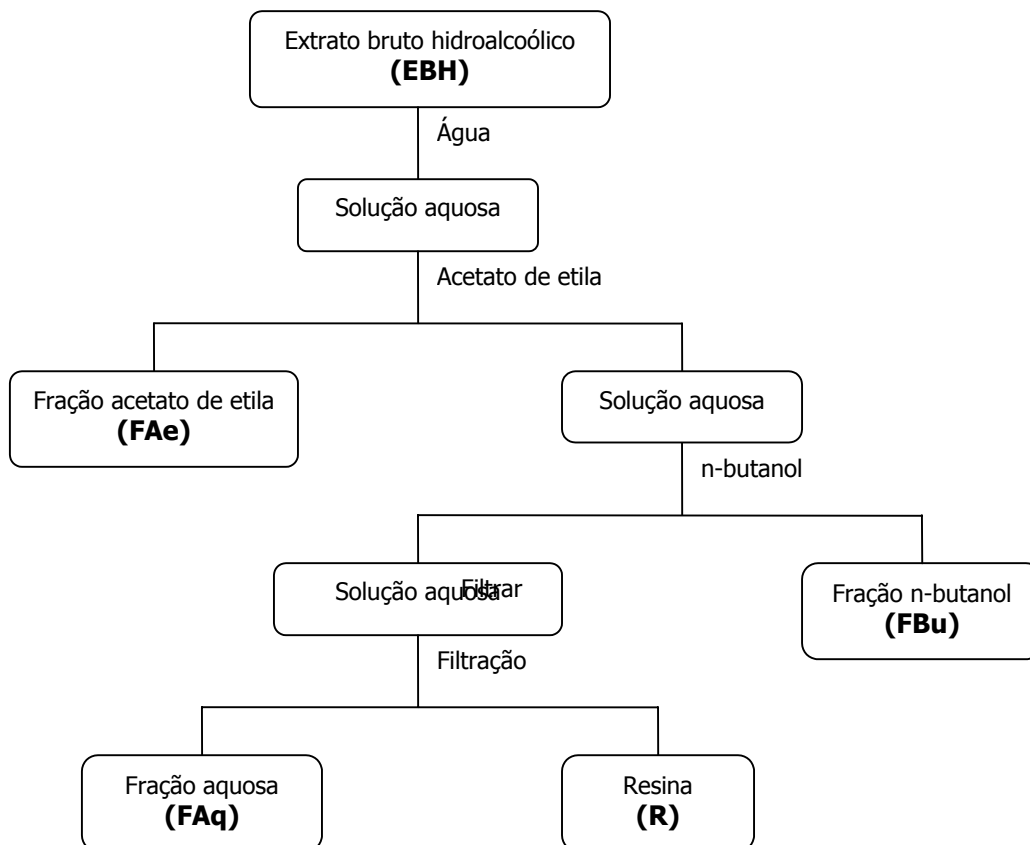 Extrato bruto hidroalcoólico
(EBH)
Água
Solução aquosa
Acetato de etila
Fração acetato de etila
(FAe)
Solução aquosa
n-butanol
Solução aquosa
Filtrar
Fração n-butanol
(FBu)
Filtração
Fração aquosa
(FAq)
Resina
(R)